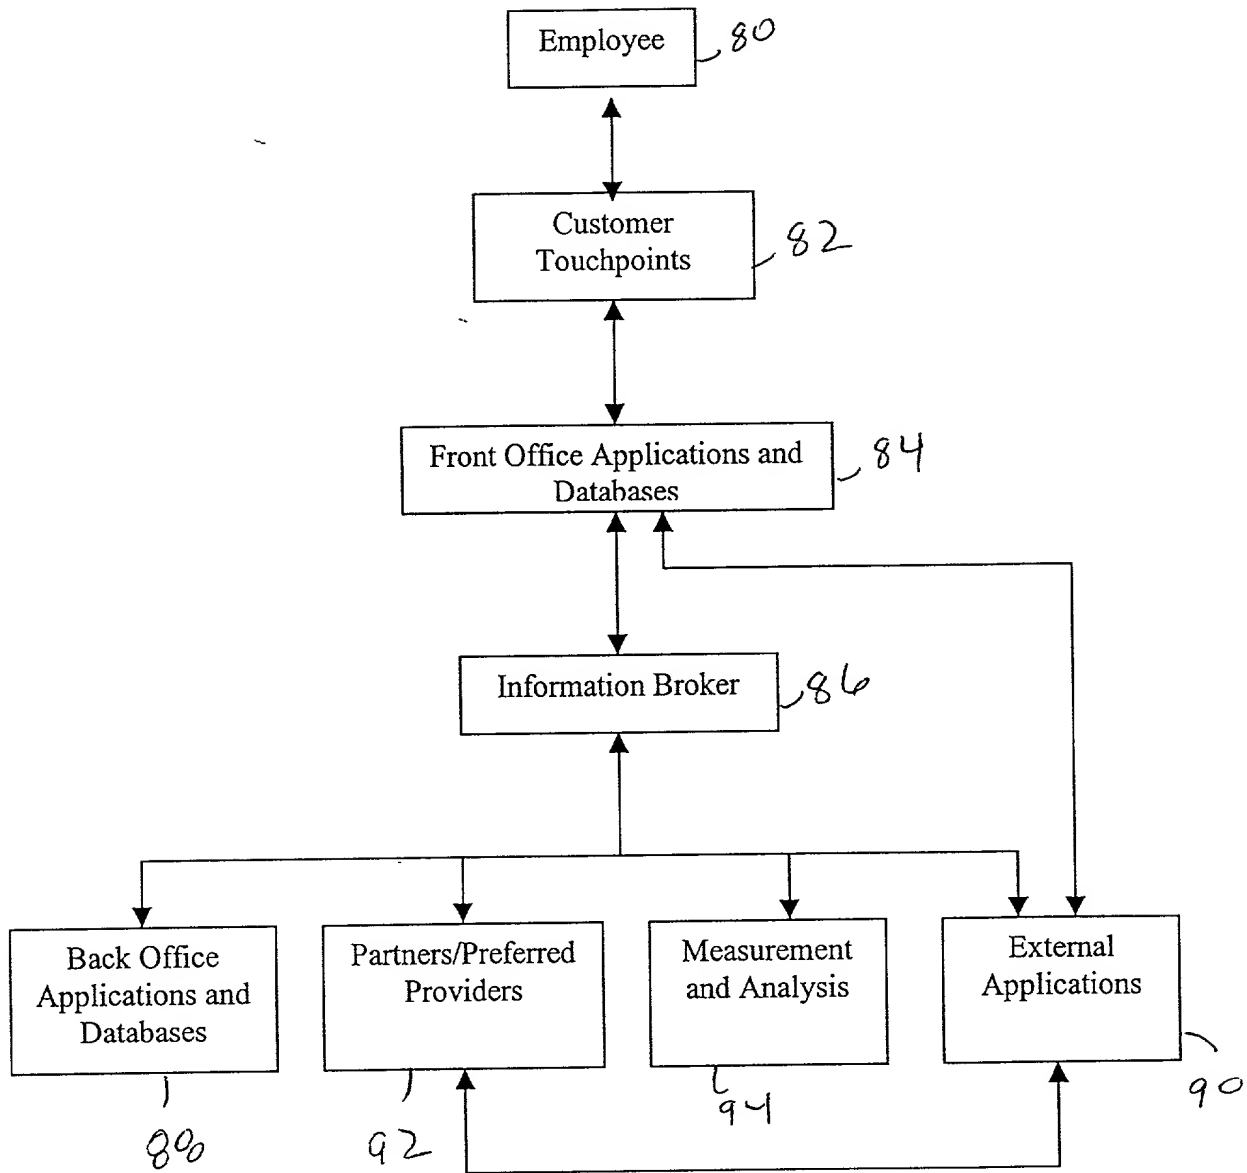 Employee
80
Customer
Touchpoints
82
Front Office Applications and
Databases
84
Information Broker
86
Back Office
Applications and
Databases
Partners/Preferred
Providers
Measurement
and Analysis
External
Applications
88
92
94
90